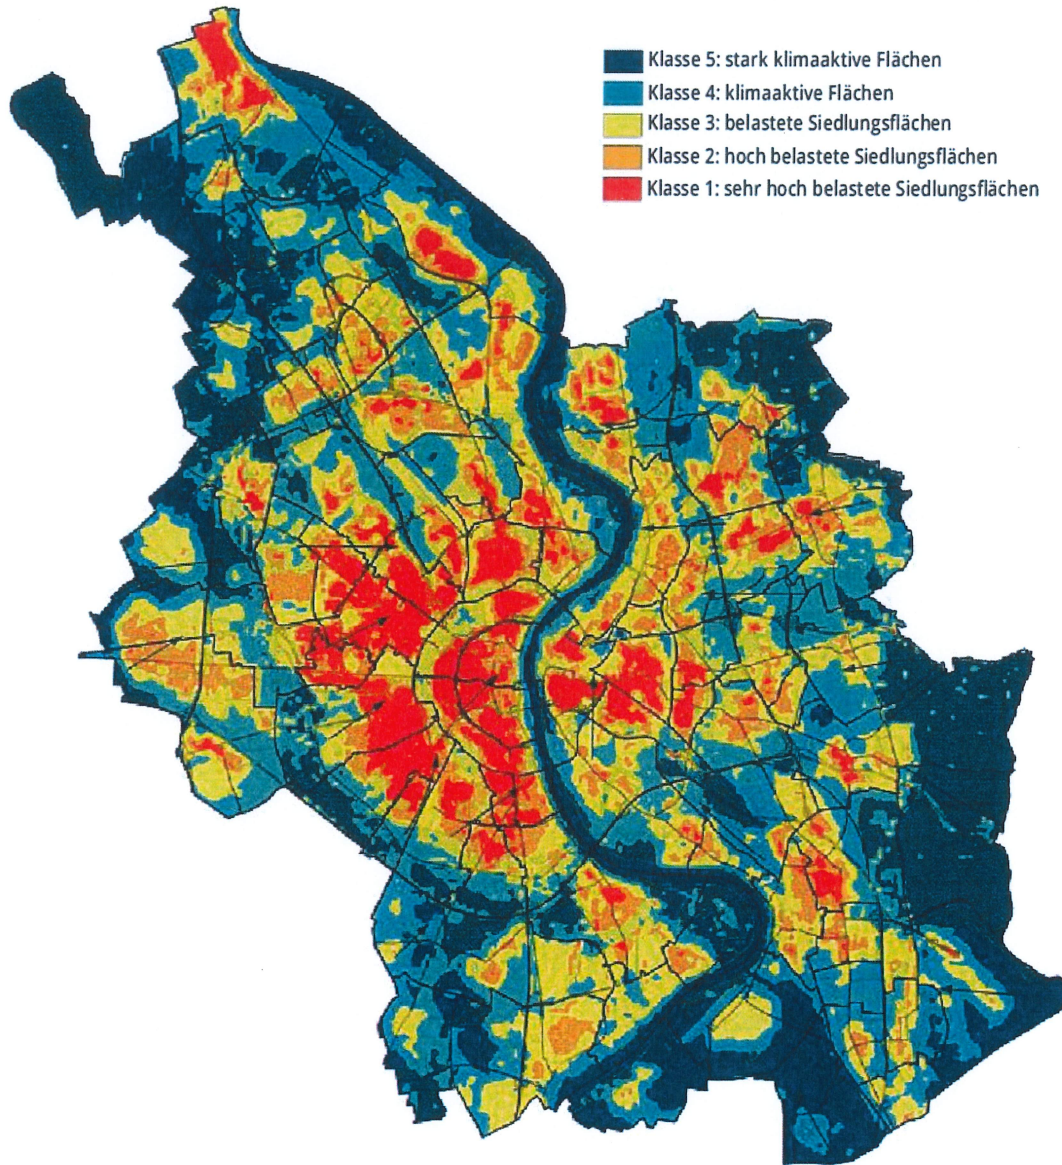 Klasse 5: stark klimaaktive Flächen
Klasse 4: klimaaktive Flächen
Klasse 3: belastete Siedlungsflächen
Klasse 2: hoch belastete Siedlungsflächen
Klasse 1: sehr hoch belastete Siedlungsflächen